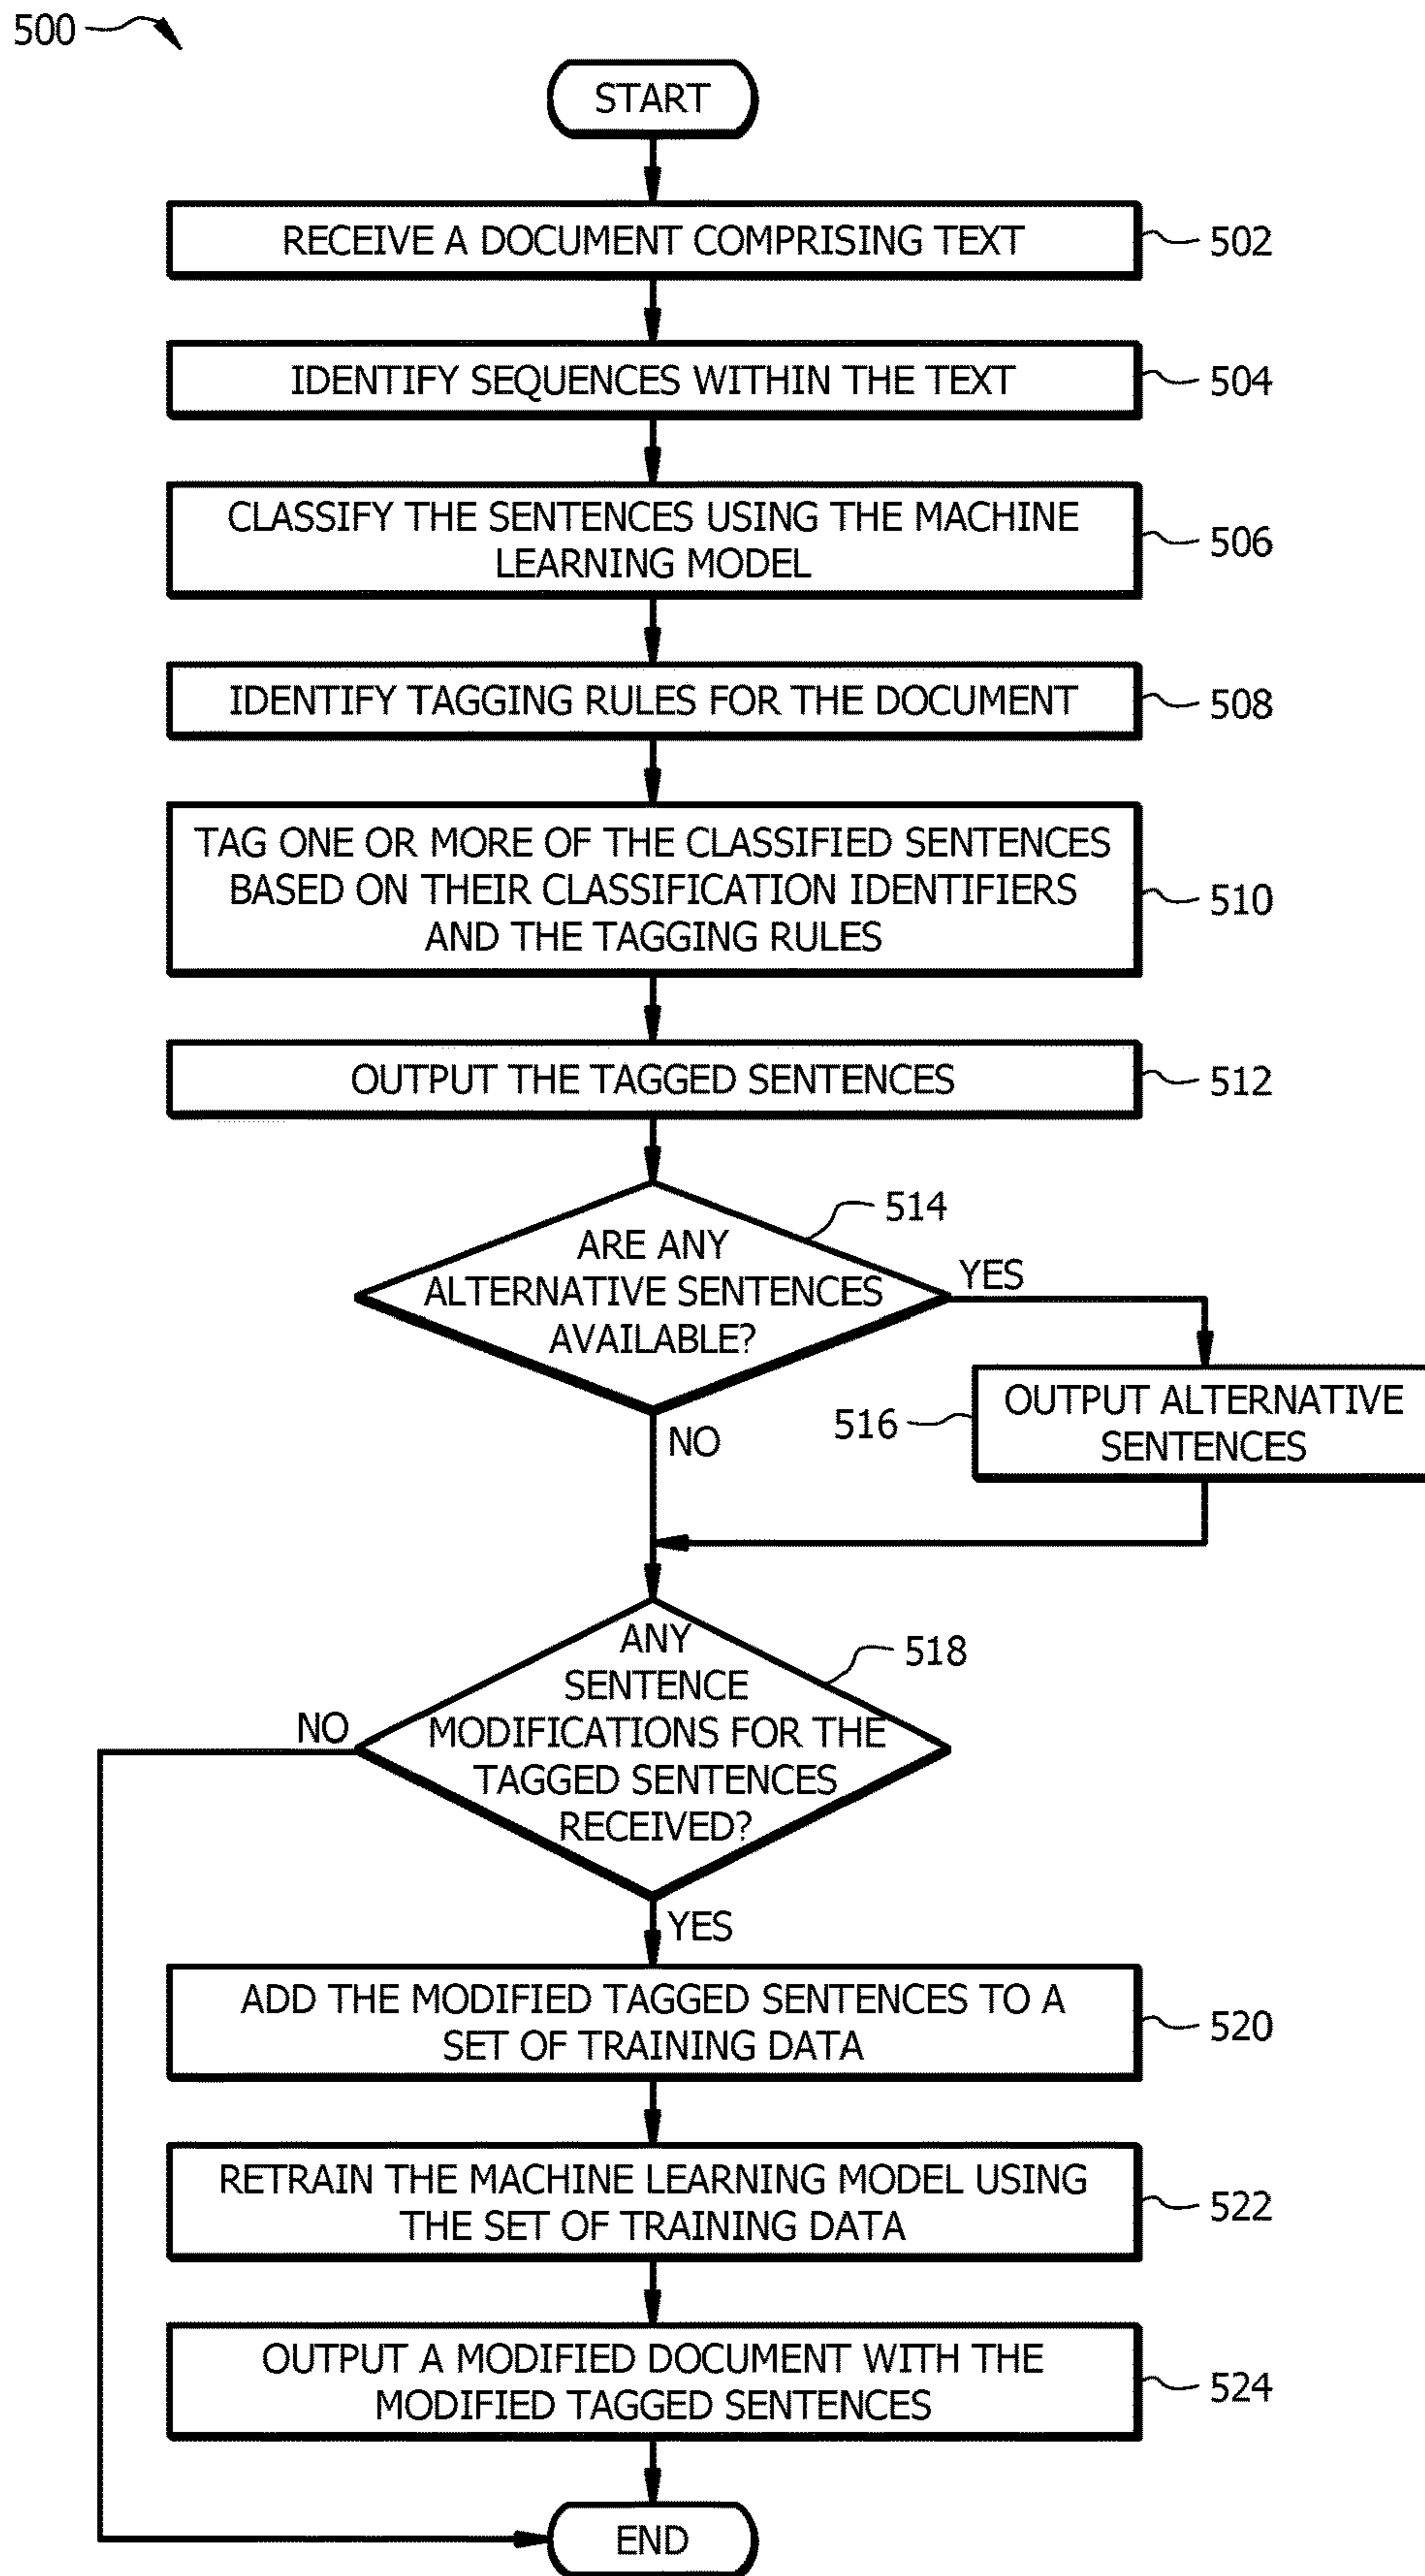 500
START
RECEIVE A DOCUMENT COMPRISING TEXT
502
IDENTIFY SEQUENCES WITHIN THE TEXT
504
CLASSIFY THE SENTENCES USING THE MACHINE
LEARNING MODEL
506
IDENTIFY TAGGING RULES FOR THE DOCUMENT
508
TAG ONE OR MORE OF THE CLASSIFIED SENTENCES
BASED ON THEIR CLASSIFICATION IDENTIFIERS
AND THE TAGGING RULES
510
OUTPUT THE TAGGED SENTENCES
512
514
ARE ANY
ALTERNATIVE SENTENCES
AVAILABLE?
YES
NO
516
OUTPUT ALTERNATIVE
SENTENCES
518
ANY
SENTENCE
MODIFICATIONS FOR THE
TAGGED SENTENCES
RECEIVED?
NO
YES
ADD THE MODIFIED TAGGED SENTENCES TO A
SET OF TRAINING DATA
520
RETRAIN THE MACHINE LEARNING MODEL USING
THE SET OF TRAINING DATA
522
OUTPUT A MODIFIED DOCUMENT WITH THE
MODIFIED TAGGED SENTENCES
524
END